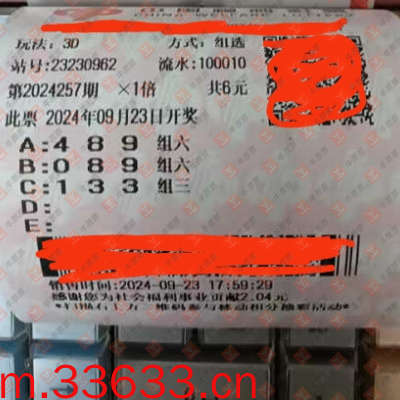 CHINA WELFARE LOTTERY
玩法:3D 方式:组选
站号:23230962 流水:100010
第2024257期 ×1倍 共6元
此票 2024年09月23日开奖
A:4 8 9 组六
B:0 8 9 组六
C:1 3 3 组三
D:
E:
销售时间:2024-09-23 17:59:29
感谢您为社会福利事业贡献2.04元
m.33633.cn